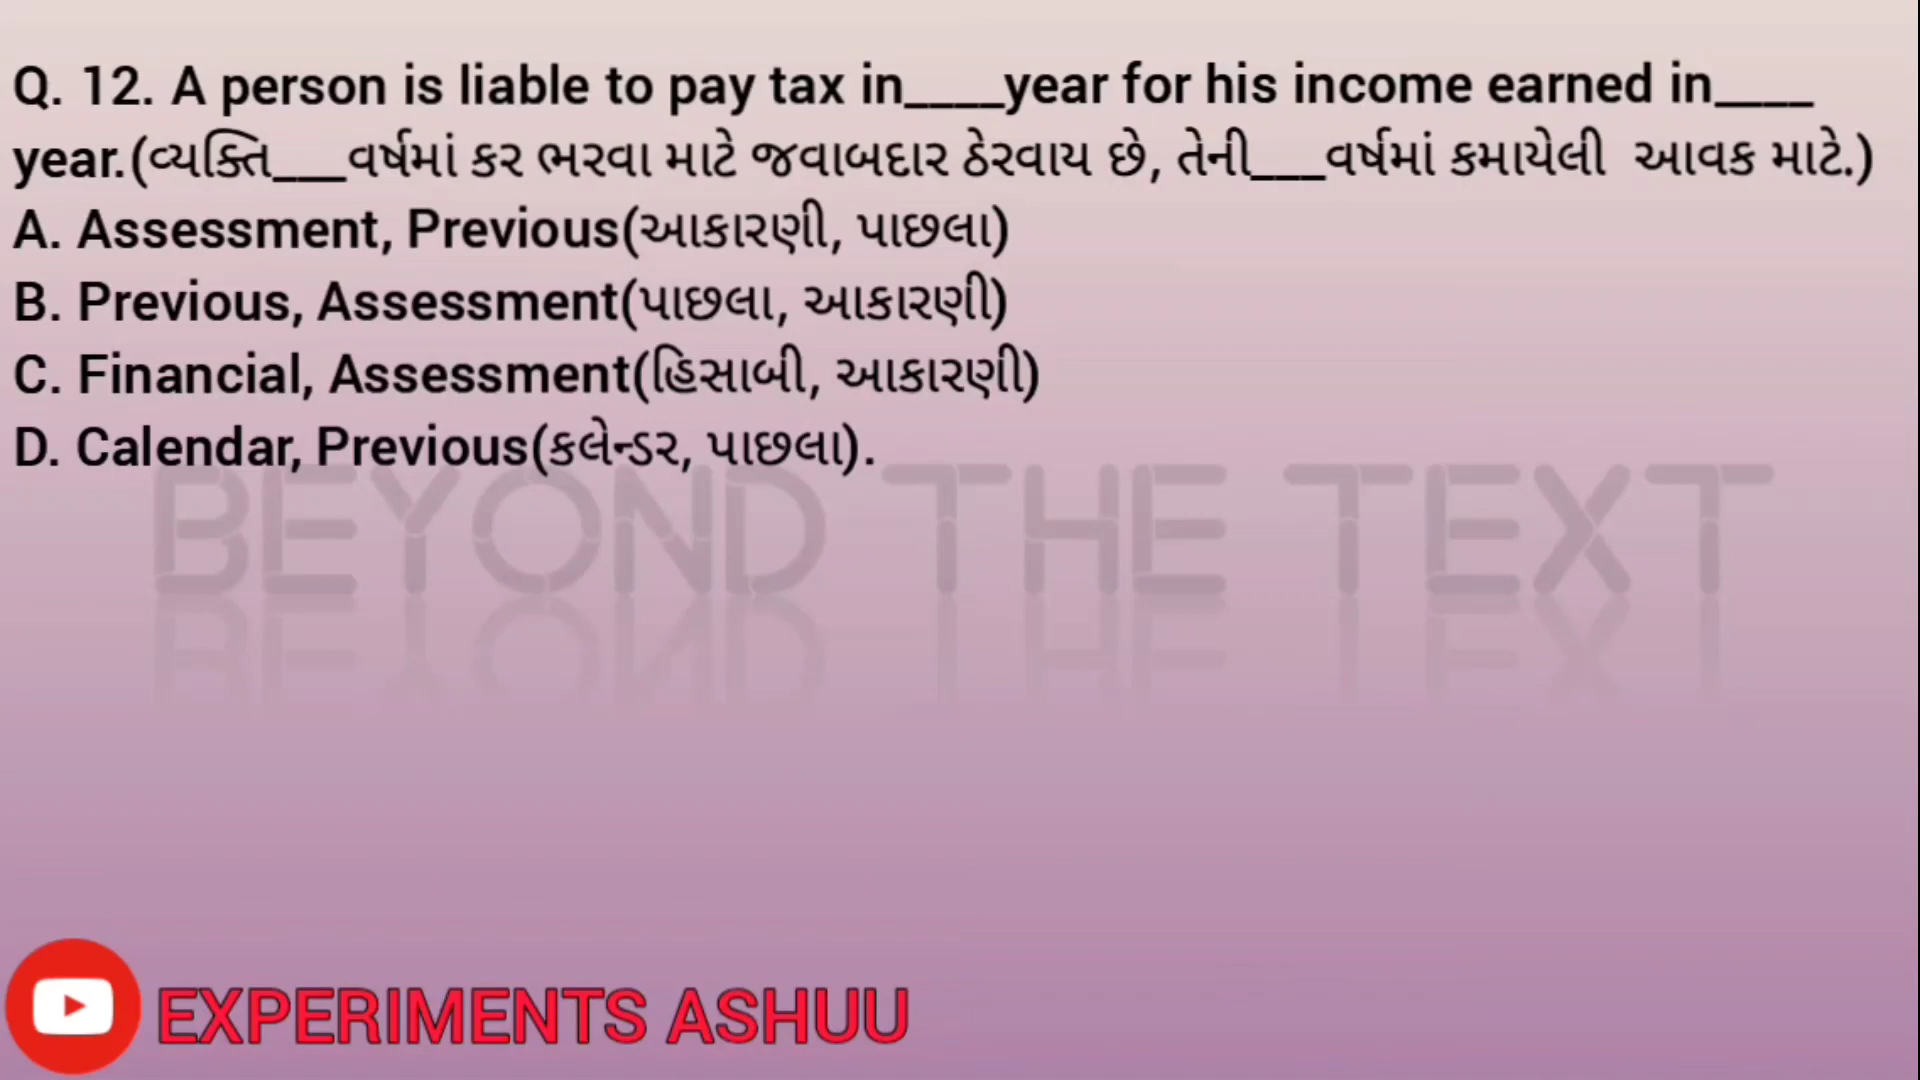 Q. 12. A person is liable to pay tax in____year for his income earned in____
year.(વ્યક્તિ___વર્ષમાં કર ભરવા માટે જવાબદાર ઠેરવાય છે, તેની___વર્ષમાં કમાયેલી આવક માટે.)
A. Assessment, Previous(આકારણી, પાછલા)
B. Previous, Assessment(પાછલા, આકારણી)
C. Financial, Assessment(હિસાબી, આકારણી)
D. Calendar, Previous(કલેન્ડર, પાછલા).
BEYOND THE TEXT
EXPERIMENTS ASHUU